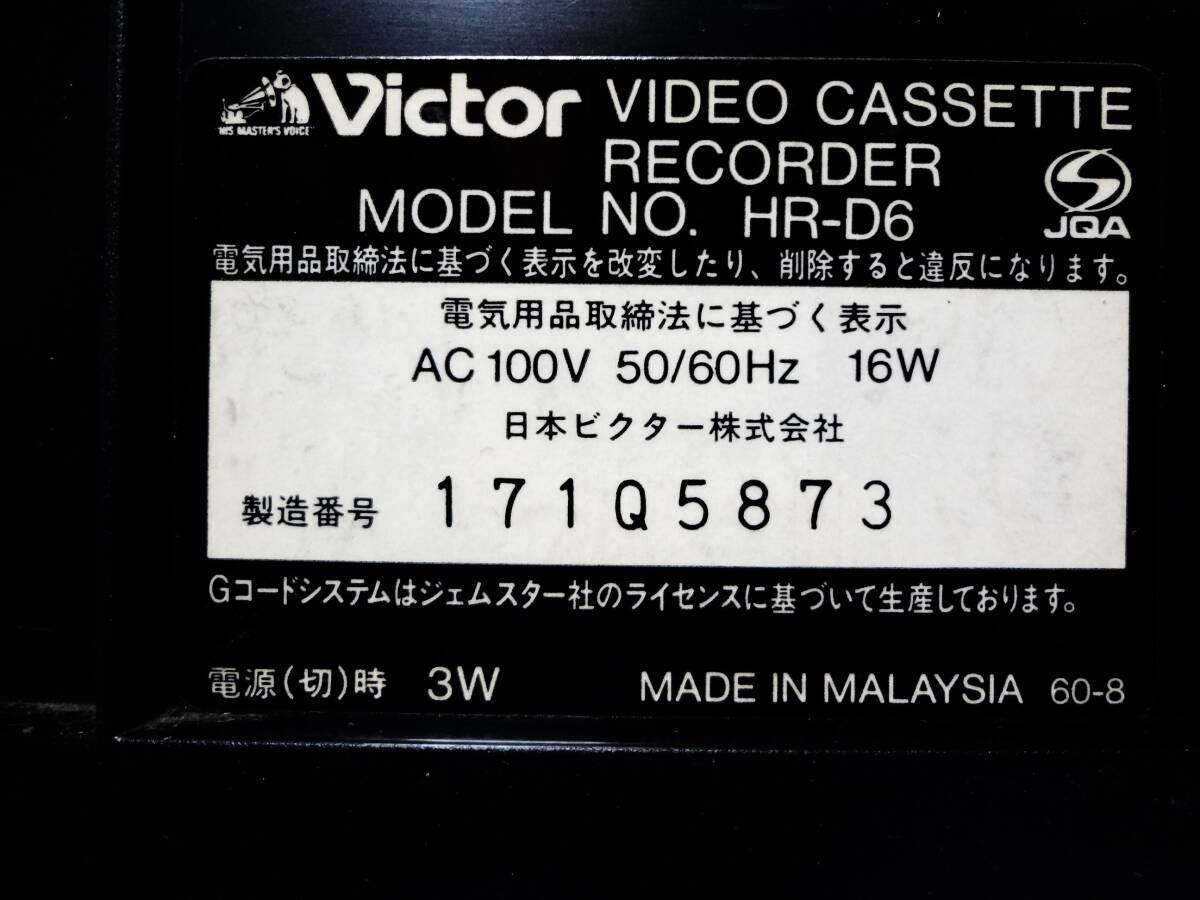 HIS MASTER'S VOICE
Victor VIDEO CASSETTE
RECORDER
MODEL NO. HR-D6
JQA
電気用品取締法に基づく表示を改変したり、削除すると違反になります。
電気用品取締法に基づく表示
AC 100V 50/60Hz 16W
日本ビクター株式会社
製造番号 171Q5873
Gコードシステムはジェムスター社のライセンスに基づいて生産しております。
電源(切)時 3W MADE IN MALAYSIA 60-8